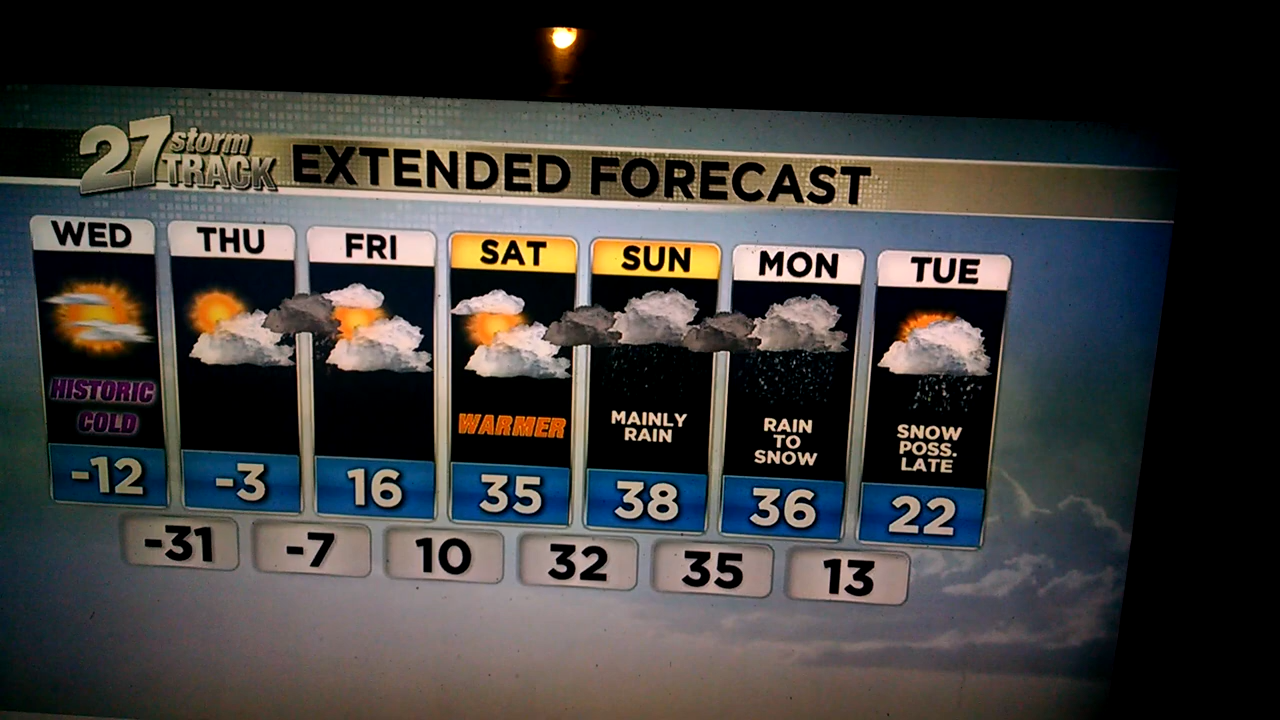 27 storm TRACK EXTENDED FORECAST
WED THU FRI SAT SUN MON TUE
HISTORIC COLD
WARMER
MAINLY RAIN
RAIN TO SNOW
SNOW POSS. LATE
-12 -3 16 35 38 36 22
-31 -7 10 32 35 13